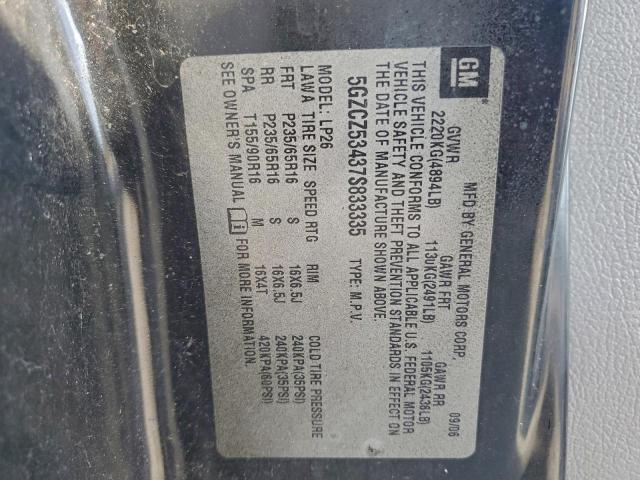 GM
MFD BY GENERAL MOTORS CORP. 09/06
GVWR GAWR FRT GAWR RR
2220KG(4894LB) 1130KG(2491LB) 1105KG(2436LB)
THIS VEHICLE CONFORMS TO ALL APPLICABLE U.S. FEDERAL MOTOR
VEHICLE SAFETY AND THEFT PREVENTION STANDARDS IN EFFECT ON
THE DATE OF MANUFACTURE SHOWN ABOVE.
5GZCZ53437S833335 TYPE: M.P.V.
MODEL: LP26
LAWA TIRE SIZE SPEED RTG RIM COLD TIRE PRESSURE
FRT P235/65R16 S 16X6.5J 240KPA(35PSI)
RR P235/65R16 S 16X6.5J 240KPA(35PSI)
SPA T155/90R16 M 16X4T 420KPA(60PSI)
SEE OWNER'S MANUAL i FOR MORE INFORMATION.